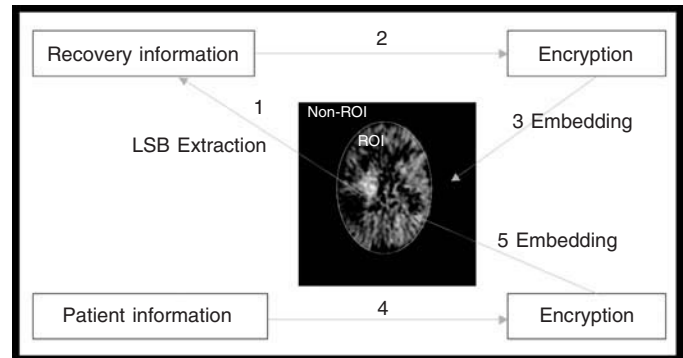 2
Recovery information
Encryption
1
Non-ROI
ROI
3 Embedding
LSB Extraction
5 Embedding
4
Patient information
Encryption